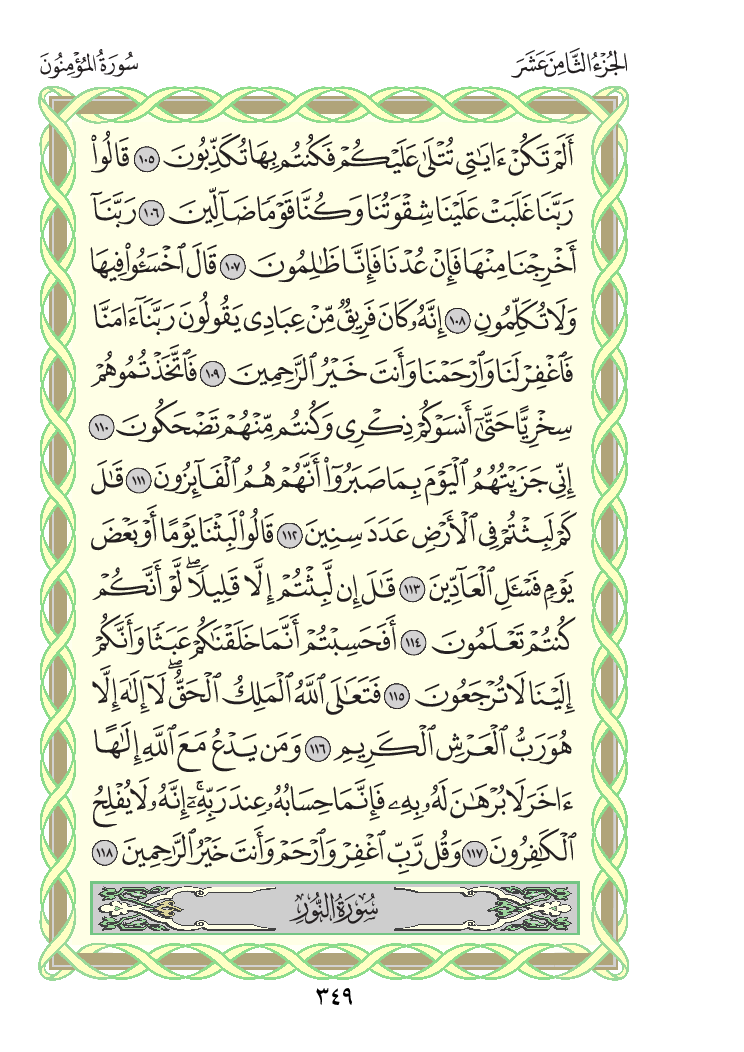 الجُزْءُ الثَّامِنَ عَشَرَ
سُورَةُ المُؤْمِنُونَ
أَلَمْ تَكُنْ ءَايَٰتِى تُتْلَىٰ عَلَيْكُمْ فَكُنتُم بِهَا تُكَذِّبُونَ ١٠٥ قَالُوا۟
رَبَّنَا غَلَبَتْ عَلَيْنَا شِقْوَتُنَا وَكُنَّا قَوْمًا ضَآلِّينَ ١٠٦ رَبَّنَآ
أَخْرِجْنَا مِنْهَا فَإِنْ عُدْنَا فَإِنَّا ظَٰلِمُونَ ١٠٧ قَالَ ٱخْسَـُٔوا۟ فِيهَا
وَلَا تُكَلِّمُونِ ١٠٨ إِنَّهُۥ كَانَ فَرِيقٌ مِّنْ عِبَادِى يَقُولُونَ رَبَّنَآ ءَامَنَّا
فَٱغْفِرْ لَنَا وَٱرْحَمْنَا وَأَنتَ خَيْرُ ٱلرَّٰحِمِينَ ١٠٩ فَٱتَّخَذْتُمُوهُمْ
سِخْرِيًّا حَتَّىٰٓ أَنسَوْكُمْ ذِكْرِى وَكُنتُم مِّنْهُمْ تَضْحَكُونَ ١١٠
إِنِّى جَزَيْتُهُمُ ٱلْيَوْمَ بِمَا صَبَرُوٓا۟ أَنَّهُمْ هُمُ ٱلْفَآئِزُونَ ١١١ قَٰلَ
كَمْ لَبِثْتُمْ فِى ٱلْأَرْضِ عَدَدَ سِنِينَ ١١٢ قَالُوا۟ لَبِثْنَا يَوْمًا أَوْ بَعْضَ
يَوْمٍ فَسْـَٔلِ ٱلْعَآدِّينَ ١١٣ قَٰلَ إِن لَّبِثْتُمْ إِلَّا قَلِيلًا ۖ لَّوْ أَنَّكُمْ
كُنتُمْ تَعْلَمُونَ ١١٤ أَفَحَسِبْتُمْ أَنَّمَا خَلَقْنَٰكُمْ عَبَثًا وَأَنَّكُمْ
إِلَيْنَا لَا تُرْجَعُونَ ١١٥ فَتَعَٰلَى ٱللَّهُ ٱلْمَلِكُ ٱلْحَقُّ ۖ لَآ إِلَٰهَ إِلَّا
هُوَ رَبُّ ٱلْعَرْشِ ٱلْكَرِيمِ ١١٦ وَمَن يَدْعُ مَعَ ٱللَّهِ إِلَٰهًا
ءَاخَرَ لَا بُرْهَٰنَ لَهُۥ بِهِۦ فَإِنَّمَا حِسَابُهُۥ عِندَ رَبِّهِۦٓ ۚ إِنَّهُۥ لَا يُفْلِحُ
ٱلْكَٰفِرُونَ ١١٧ وَقُل رَّبِّ ٱغْفِرْ وَٱرْحَمْ وَأَنتَ خَيْرُ ٱلرَّٰحِمِينَ ١١٨
سُورَةُ النُّورِ
٣٤٩